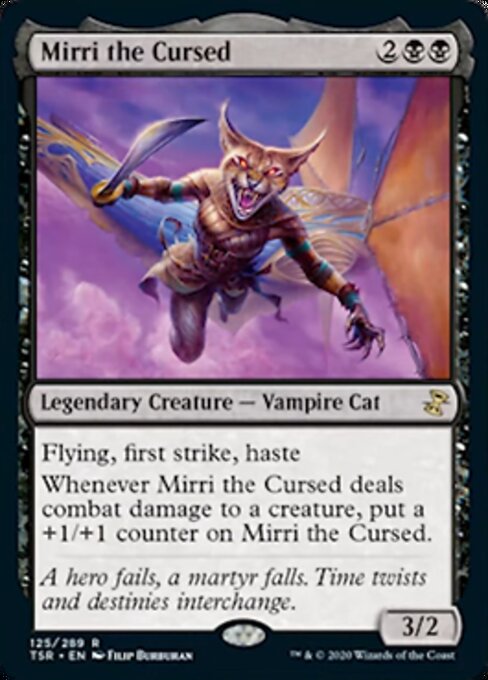 Mirri the Cursed 2
Legendary Creature — Vampire Cat
Flying, first strike, haste
Whenever Mirri the Cursed deals
combat damage to a creature, put a
+1/+1 counter on Mirri the Cursed.
A hero fails, a martyr falls. Time twists
and destinies interchange.
3/2
125/289 R
TSR • EN Filip Burburan
™ & © 2020 Wizards of the Coast